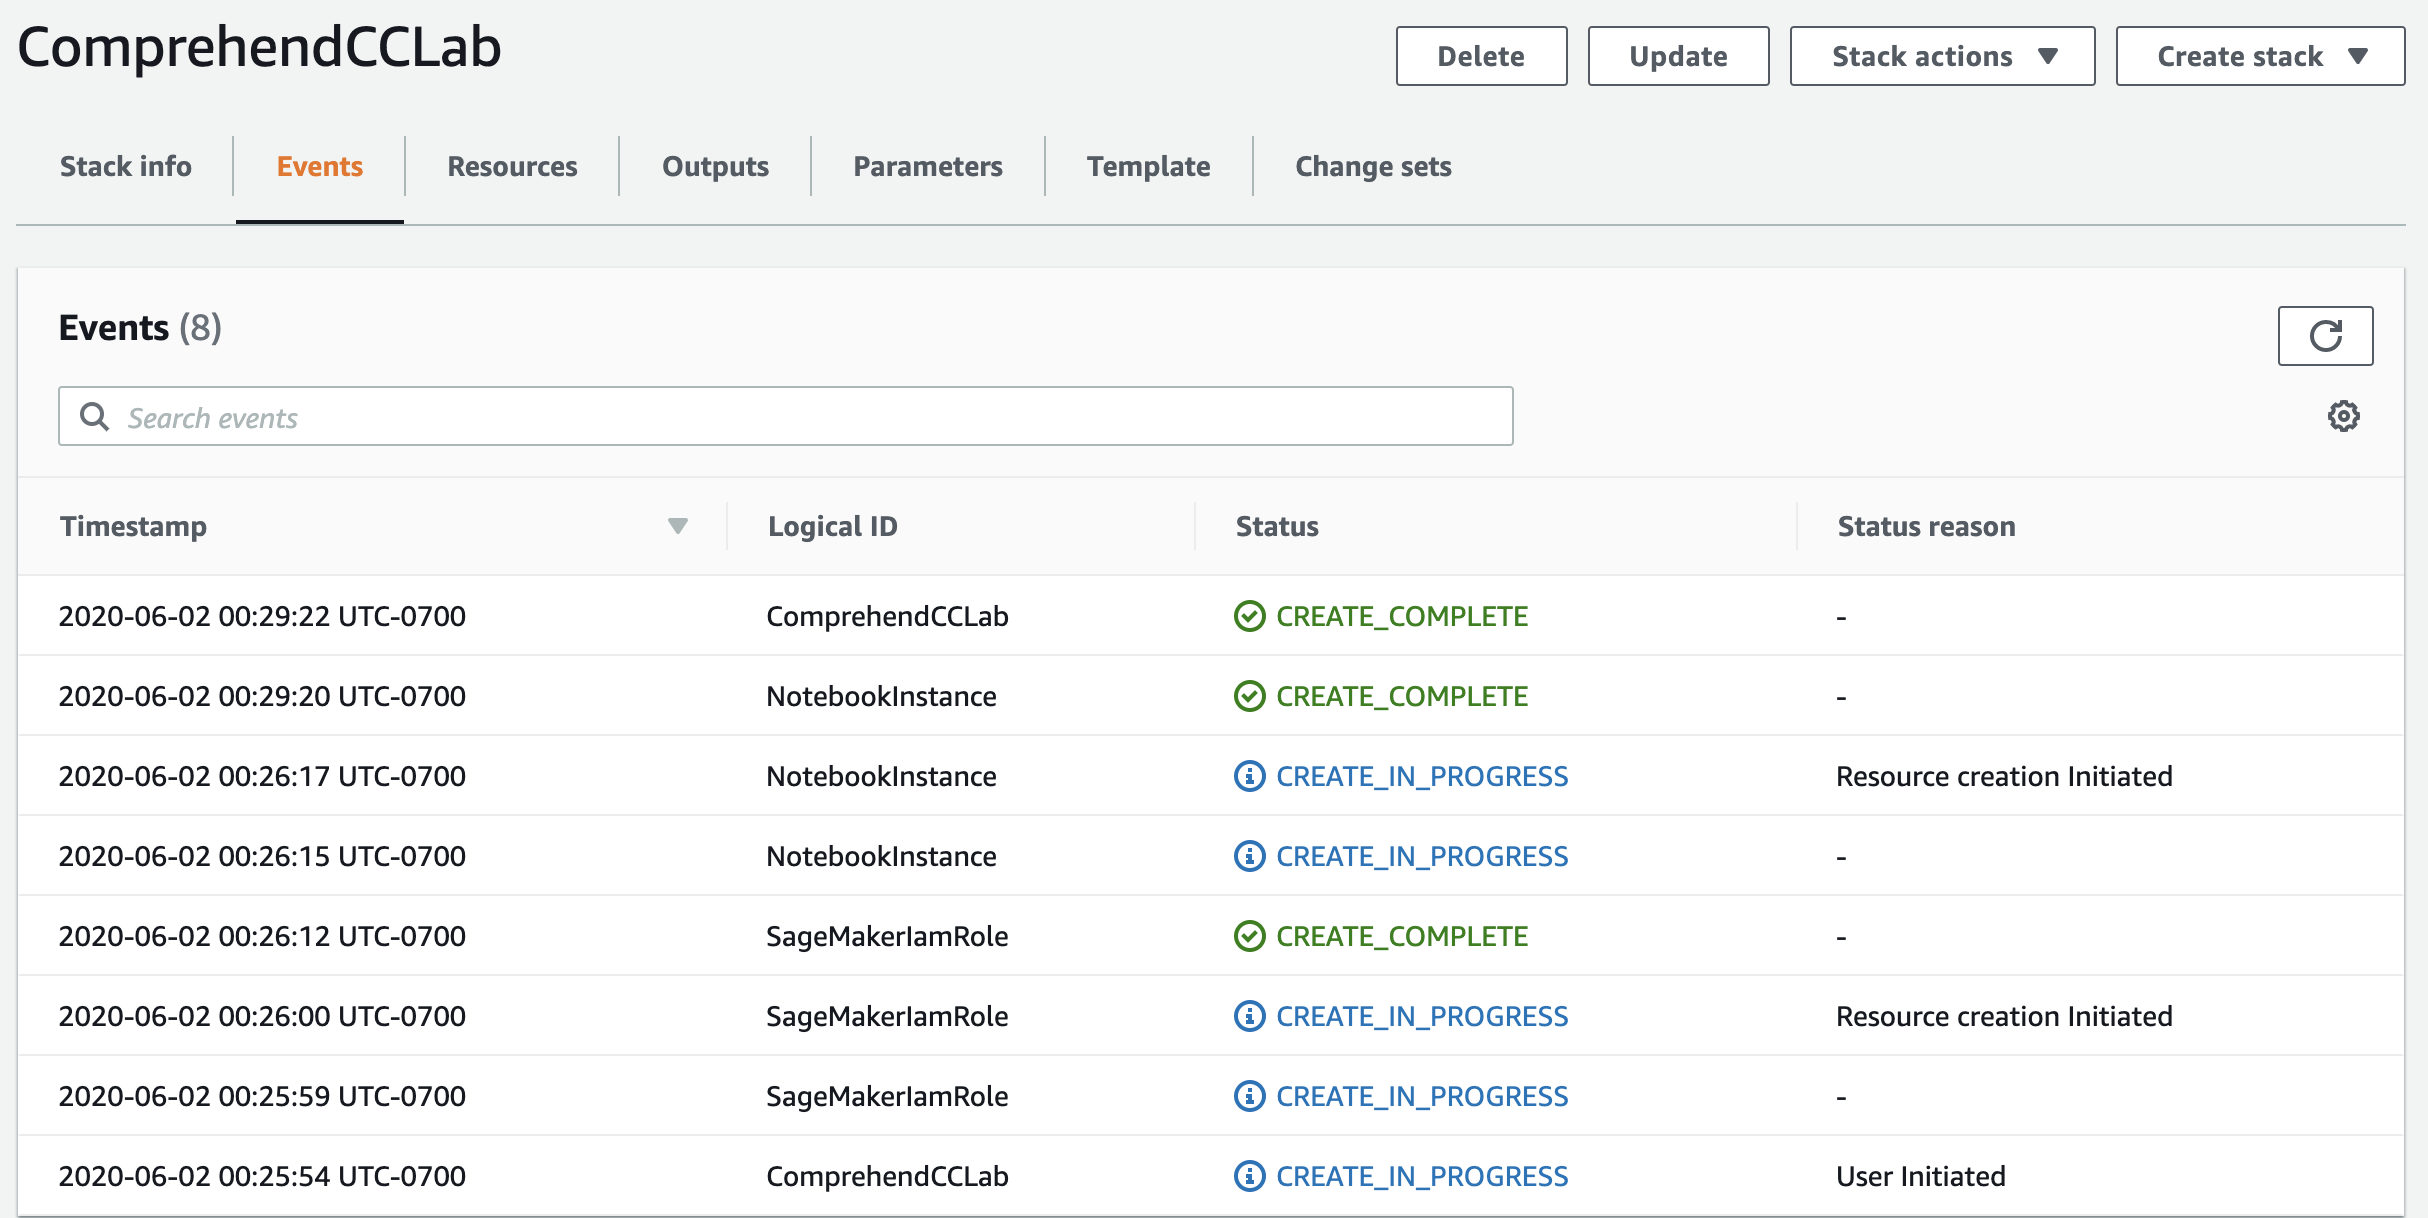 ComprehendCCLab
Delete Update Stack actions Create stack
Stack info Events Resources Outputs Parameters Template Change sets
Events (8)
Search events
Timestamp Logical ID Status Status reason
2020-06-02 00:29:22 UTC-0700 ComprehendCCLab CREATE_COMPLETE -
2020-06-02 00:29:20 UTC-0700 NotebookInstance CREATE_COMPLETE -
2020-06-02 00:26:17 UTC-0700 NotebookInstance CREATE_IN_PROGRESS Resource creation Initiated
2020-06-02 00:26:15 UTC-0700 NotebookInstance CREATE_IN_PROGRESS -
2020-06-02 00:26:12 UTC-0700 SageMakerIamRole CREATE_COMPLETE -
2020-06-02 00:26:00 UTC-0700 SageMakerIamRole CREATE_IN_PROGRESS Resource creation Initiated
2020-06-02 00:25:59 UTC-0700 SageMakerIamRole CREATE_IN_PROGRESS -
2020-06-02 00:25:54 UTC-0700 ComprehendCCLab CREATE_IN_PROGRESS User Initiated